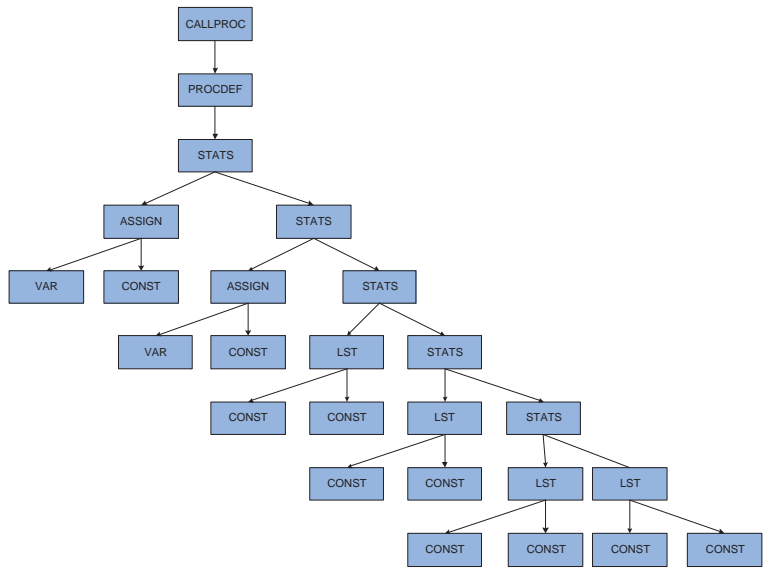 CALLPROC
PROCDEF
STATS
ASSIGN STATS
VAR CONST ASSIGN STATS
VAR CONST LST STATS
CONST CONST LST STATS
CONST CONST LST LST
CONST CONST CONST CONST